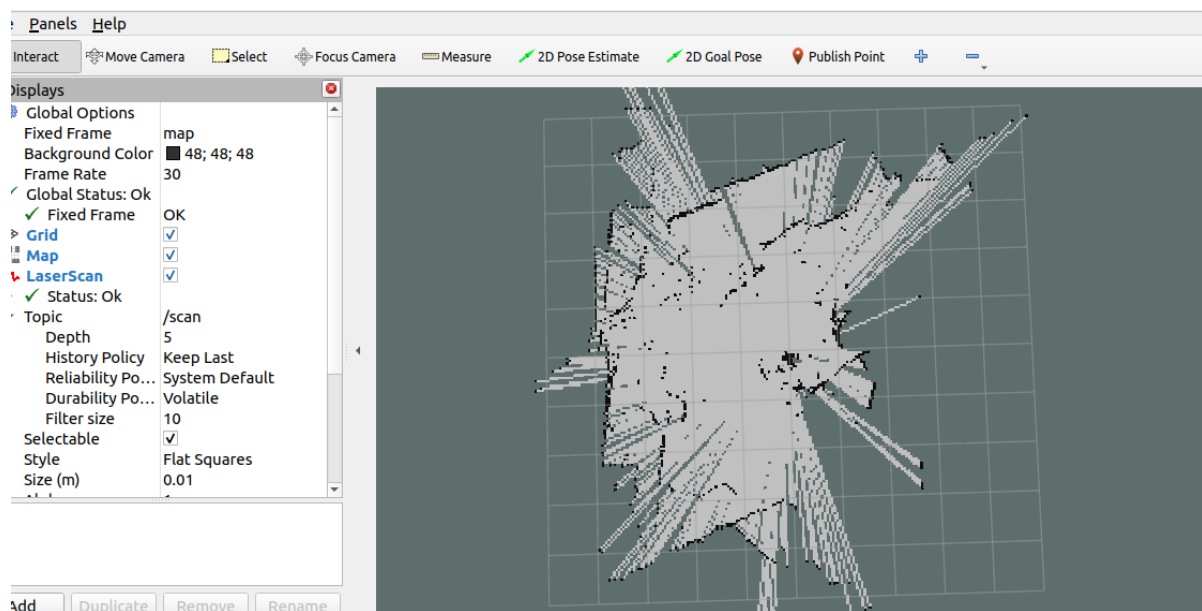 Panels Help
Interact Move Camera Select Focus Camera Measure 2D Pose Estimate 2D Goal Pose Publish Point
Displays
Global Options
Fixed Frame map
Background Color 48; 48; 48
Frame Rate 30
Global Status: Ok
Fixed Frame OK
Grid
Map
LaserScan
Status: Ok
Topic /scan
Depth 5
History Policy Keep Last
Reliability Po... System Default
Durability Po... Volatile
Filter size 10
Selectable
Style Flat Squares
Size (m) 0.01
Add Duplicate Remove Rename